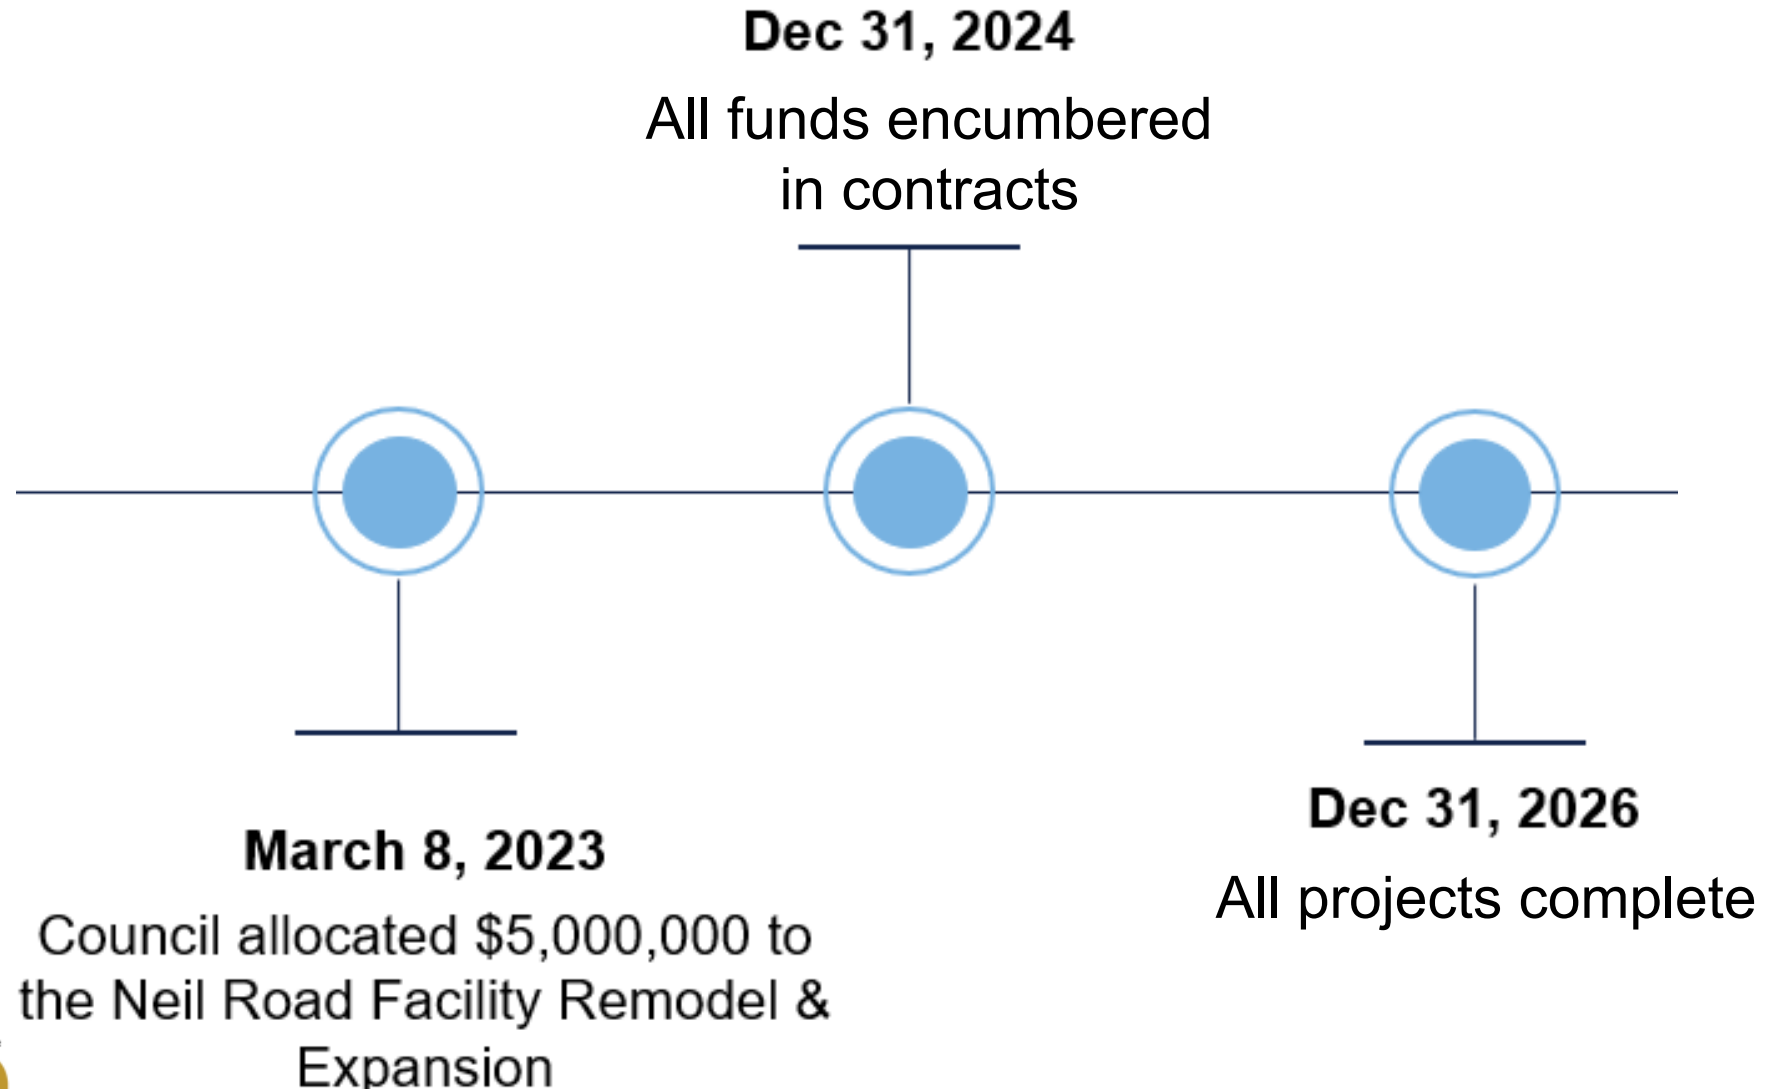 Dec 31, 2024
All funds encumbered
in contracts
March 8, 2023
Council allocated $5,000,000 to
the Neil Road Facility Remodel &
Expansion
Dec 31, 2026
All projects complete